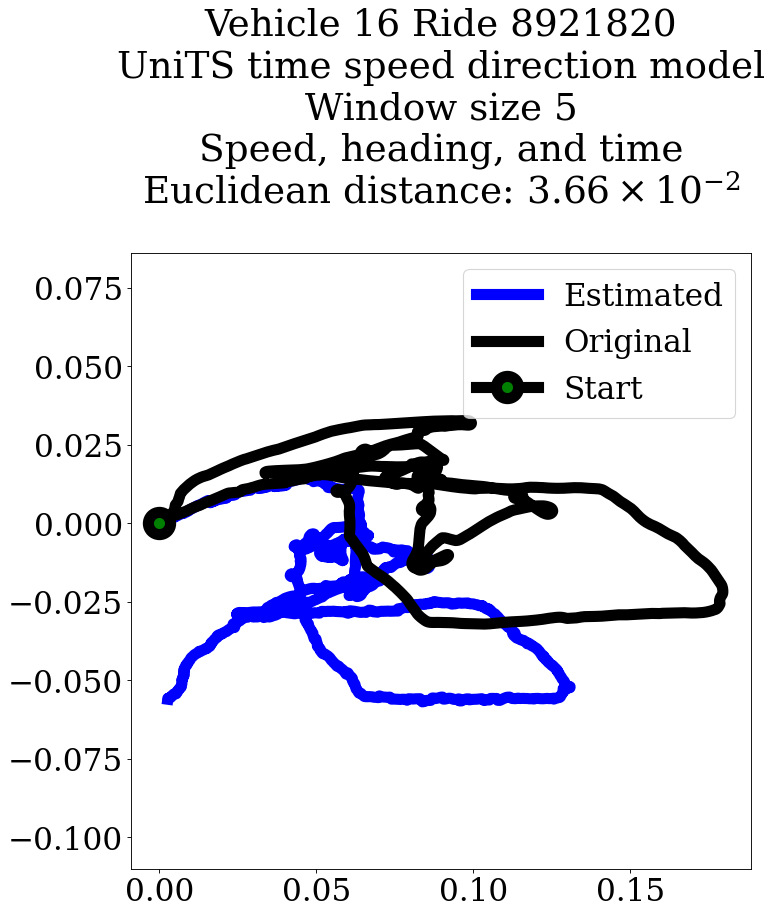 Vehicle 16 Ride 8921820
UniTS time speed direction model
Window size 5
Speed, heading, and time
Euclidean distance: 3.66 × 10⁻²
Estimated
Original
Start
0.075
0.050
0.025
0.000
−0.025
−0.050
−0.075
−0.100
0.00 0.05 0.10 0.15